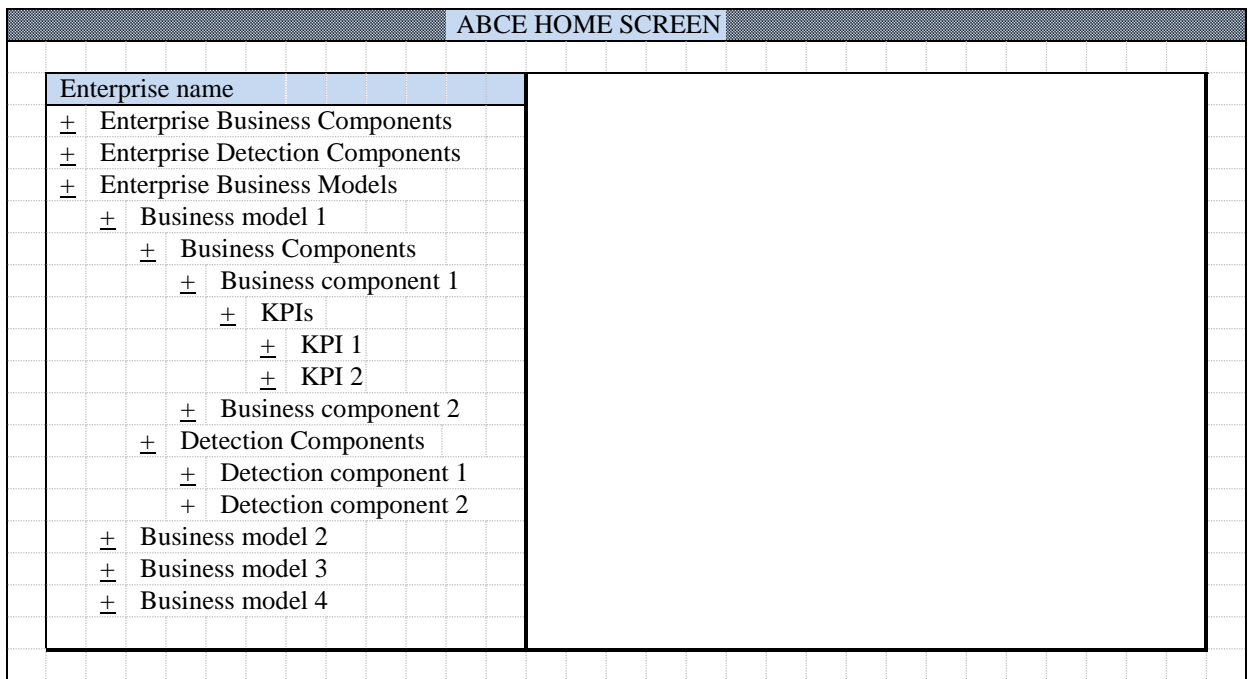 ABCE HOME SCREEN
Enterprise name
+ Enterprise Business Components
+ Enterprise Detection Components
+ Enterprise Business Models
+ Business model 1
+ Business Components
+ Business component 1
+ KPIs
+ KPI 1
+ KPI 2
+ Business component 2
+ Detection Components
+ Detection component 1
+ Detection component 2
+ Business model 2
+ Business model 3
+ Business model 4